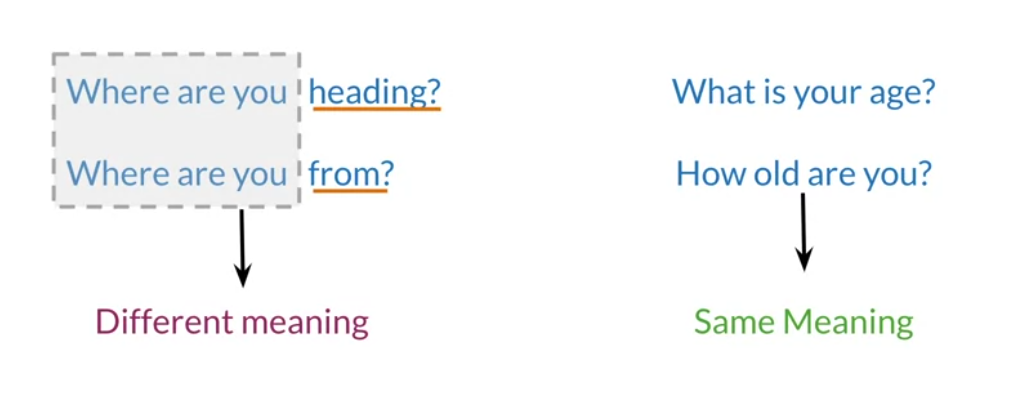 Where are you heading?
Where are you from?
Different meaning
What is your age?
How old are you?
Same Meaning